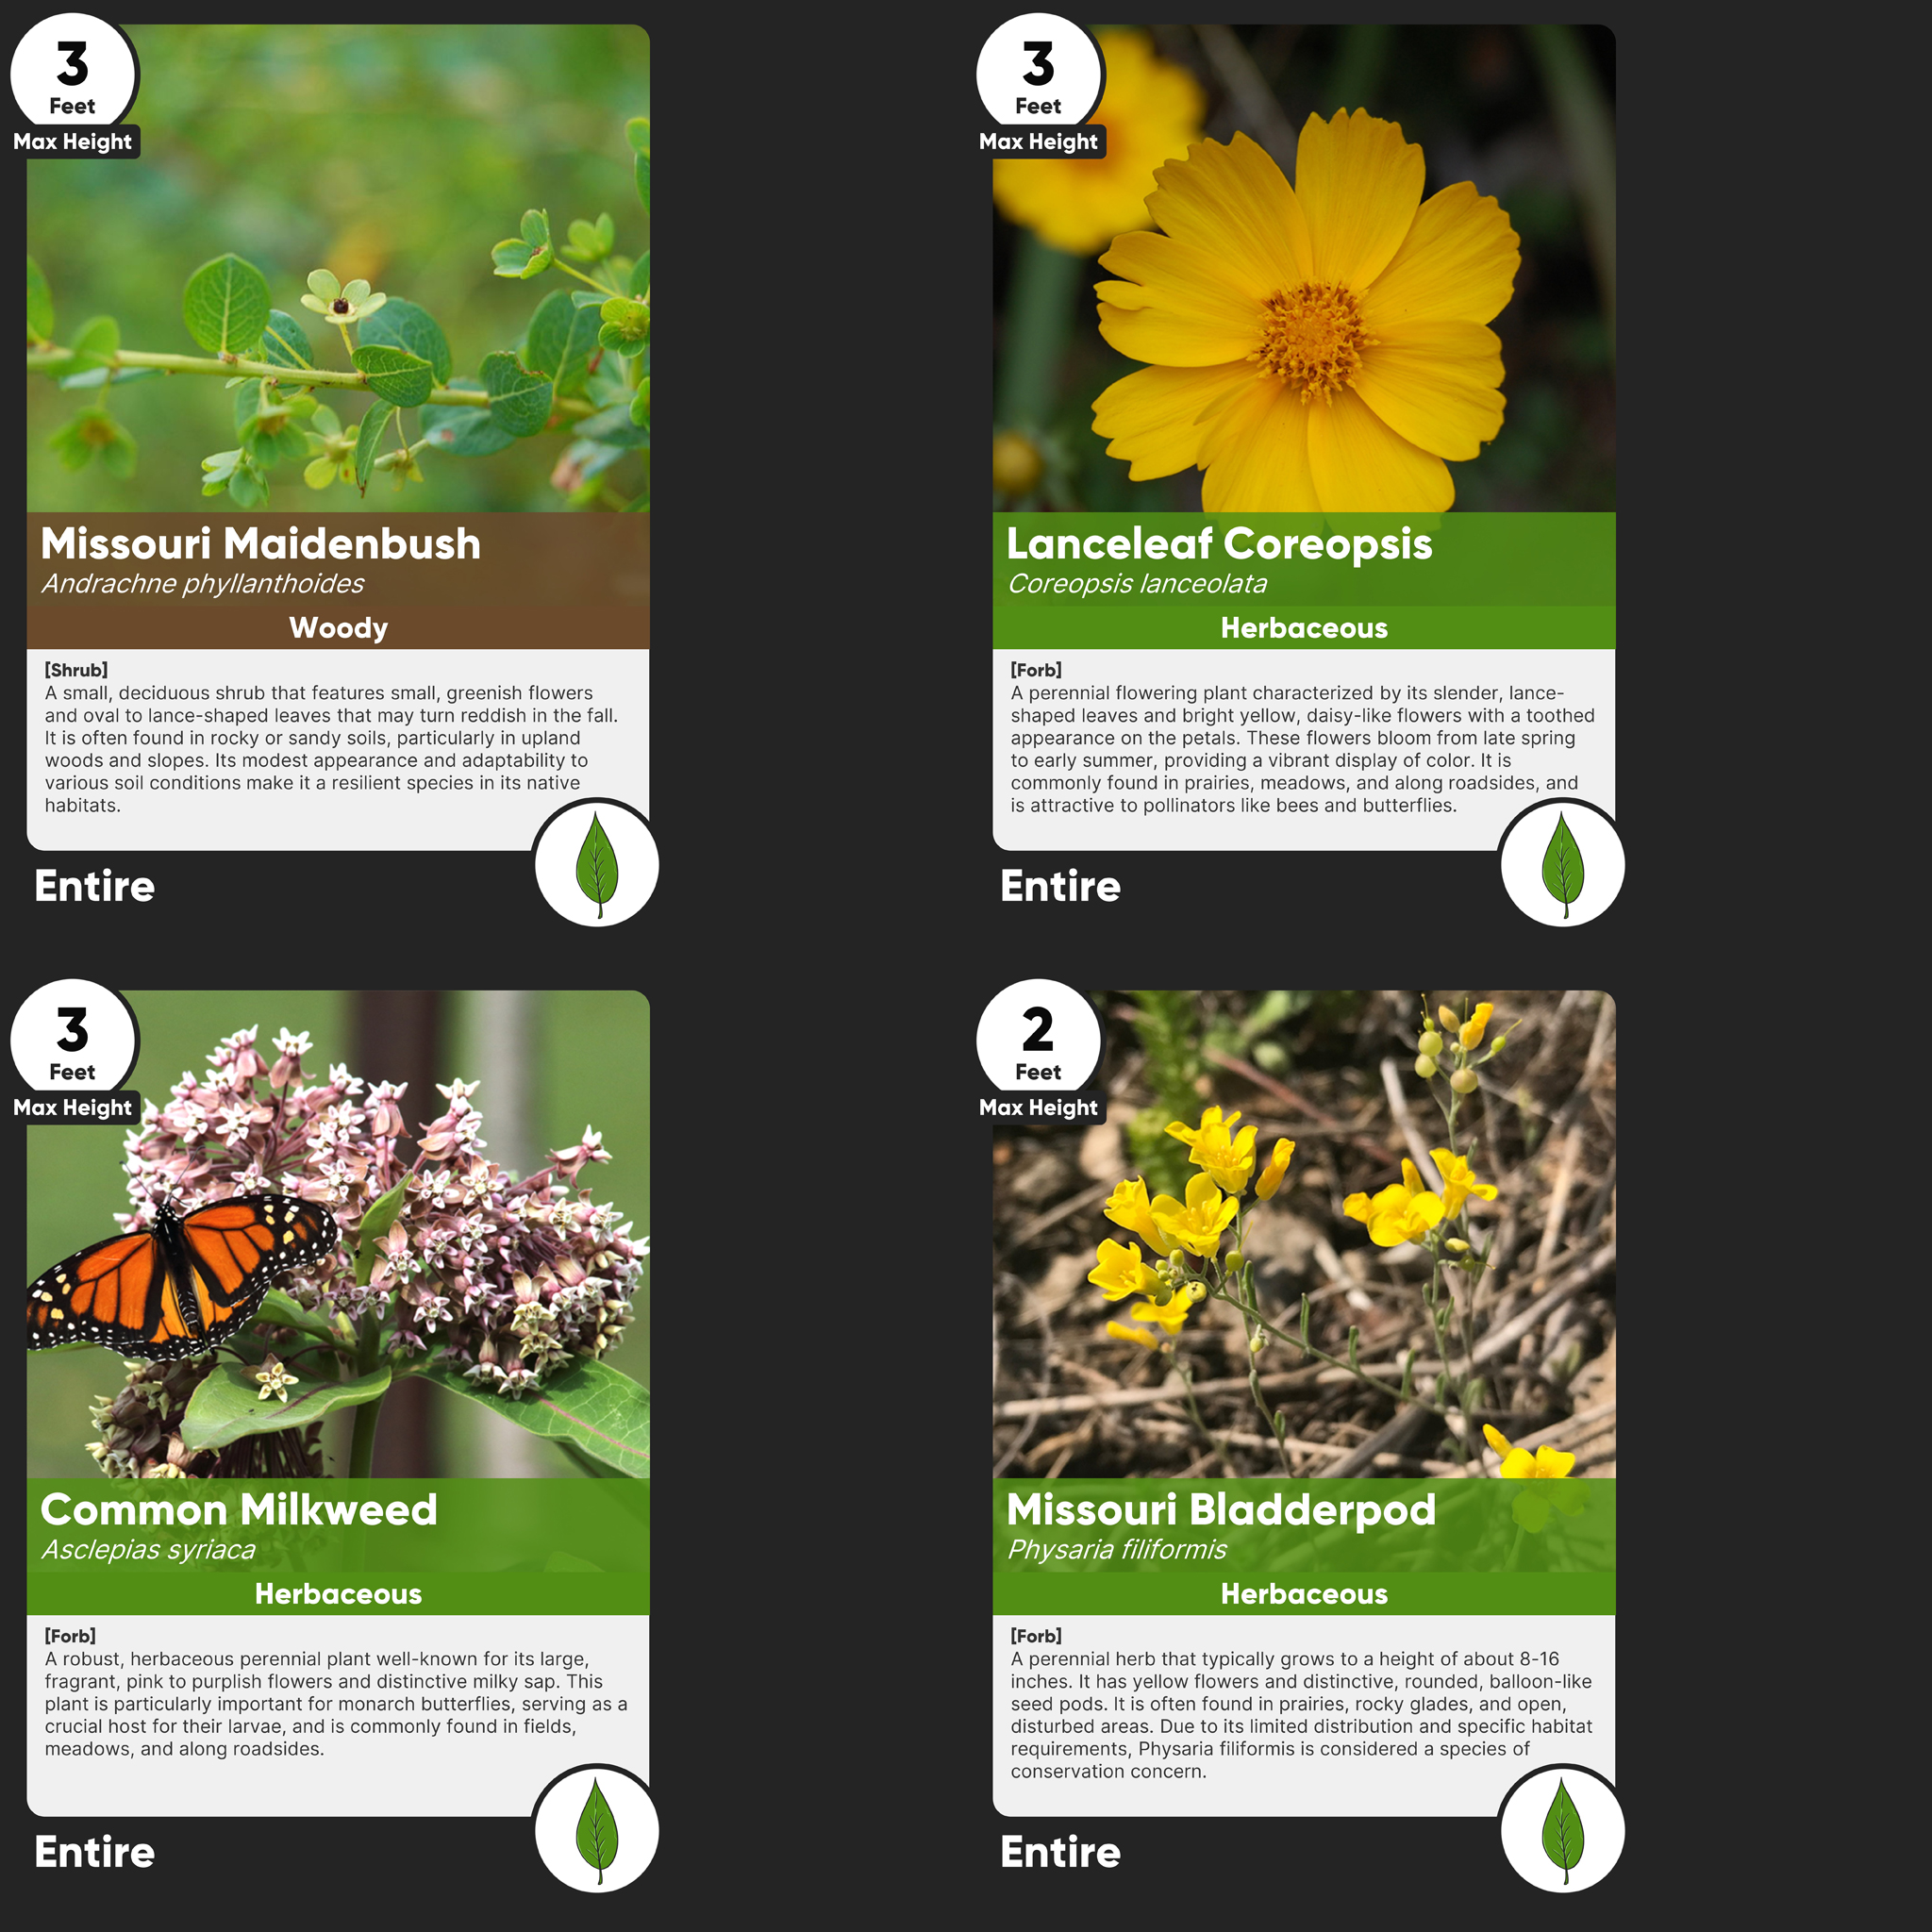 3
Feet
Max Height
Missouri Maidenbush
Andrachne phyllanthoides
Woody
[Shrub]
A small, deciduous shrub that features small, greenish flowers
and oval to lance-shaped leaves that may turn reddish in the fall.
It is often found in rocky or sandy soils, particularly in upland
woods and slopes. Its modest appearance and adaptability to
various soil conditions make it a resilient species in its native
habitats.
Entire
3
Feet
Max Height
Lanceleaf Coreopsis
Coreopsis lanceolata
Herbaceous
[Forb]
A perennial flowering plant characterized by its slender, lance-
shaped leaves and bright yellow, daisy-like flowers with a toothed
appearance on the petals. These flowers bloom from late spring
to early summer, providing a vibrant display of color. It is
commonly found in prairies, meadows, and along roadsides, and
is attractive to pollinators like bees and butterflies.
Entire
3
Feet
Max Height
Common Milkweed
Asclepias syriaca
Herbaceous
[Forb]
A robust, herbaceous perennial plant well-known for its large,
fragrant, pink to purplish flowers and distinctive milky sap. This
plant is particularly important for monarch butterflies, serving as a
crucial host for their larvae, and is commonly found in fields,
meadows, and along roadsides.
Entire
2
Feet
Max Height
Missouri Bladderpod
Physaria filiformis
Herbaceous
[Forb]
A perennial herb that typically grows to a height of about 8-16
inches. It has yellow flowers and distinctive, rounded, balloon-like
seed pods. It is often found in prairies, rocky glades, and open,
disturbed areas. Due to its limited distribution and specific habitat
requirements, Physaria filiformis is considered a species of
conservation concern.
Entire